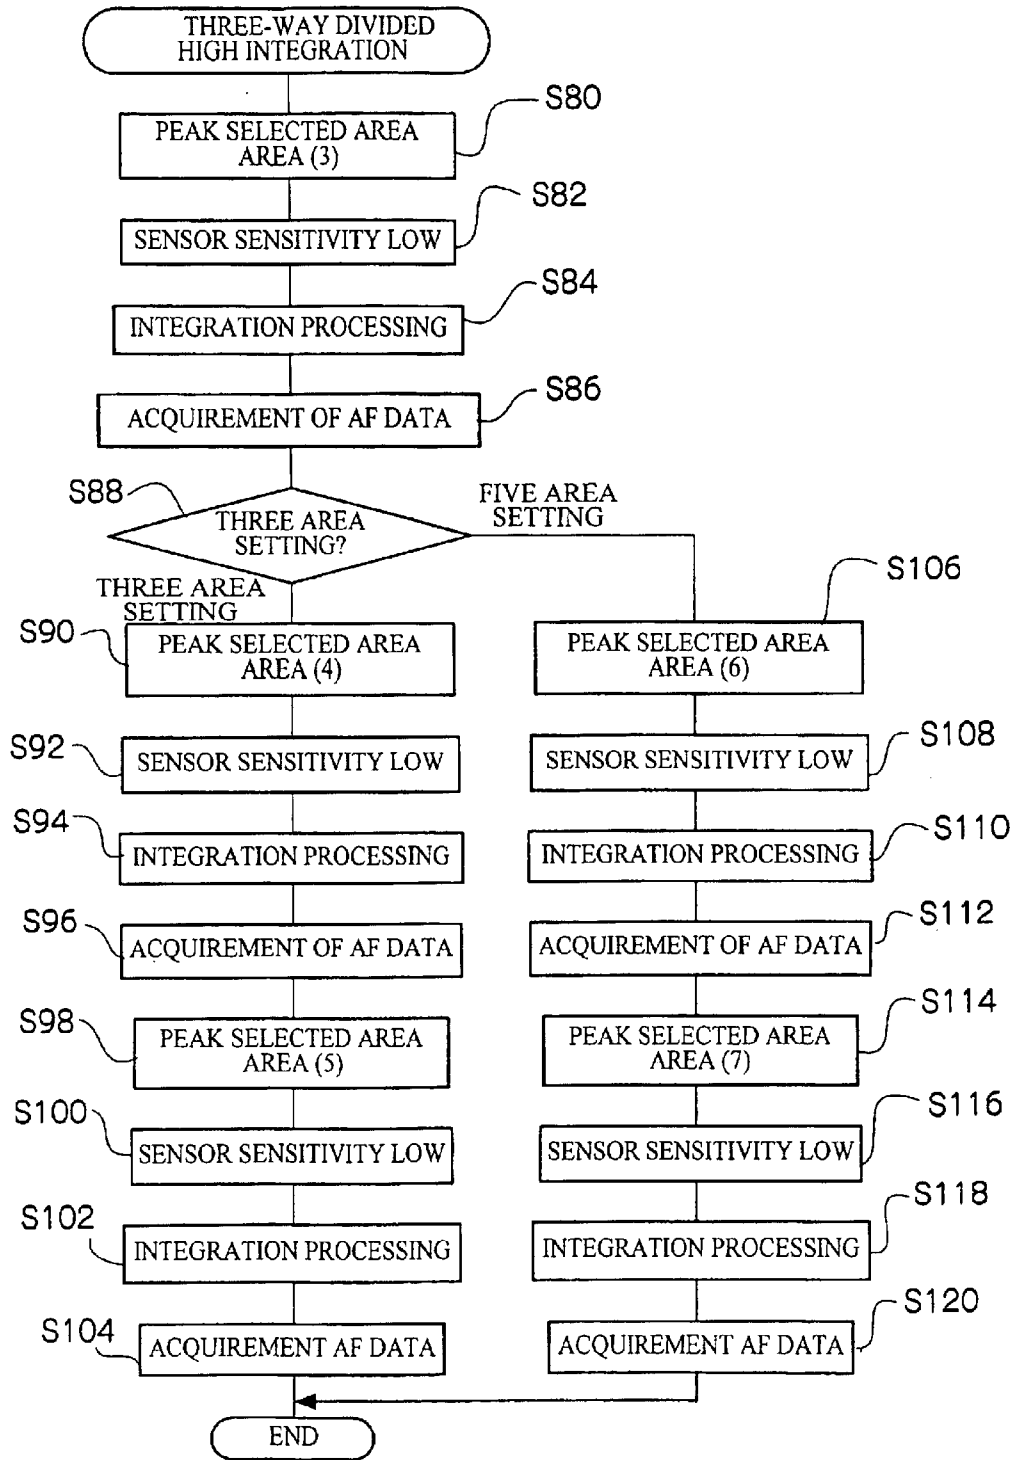 THREE-WAY DIVIDED
HIGH INTEGRATION
S80
PEAK SELECTED AREA
AREA (3)
S82
SENSOR SENSITIVITY LOW
S84
INTEGRATION PROCESSING
S86
ACQUIREMENT OF AF DATA
S88
THREE AREA
SETTING?
FIVE AREA
SETTING
THREE AREA
SETTING
S90
PEAK SELECTED AREA
AREA (4)
S92
SENSOR SENSITIVITY LOW
S94
INTEGRATION PROCESSING
S96
ACQUIREMENT OF AF DATA
S98
PEAK SELECTED AREA
AREA (5)
S100
SENSOR SENSITIVITY LOW
S102
INTEGRATION PROCESSING
S104
ACQUIREMENT AF DATA
S106
PEAK SELECTED AREA
AREA (6)
S108
SENSOR SENSITIVITY LOW
S110
INTEGRATION PROCESSING
S112
ACQUIREMENT OF AF DATA
S114
PEAK SELECTED AREA
AREA (7)
S116
SENSOR SENSITIVITY LOW
S118
INTEGRATION PROCESSING
S120
ACQUIREMENT AF DATA
END